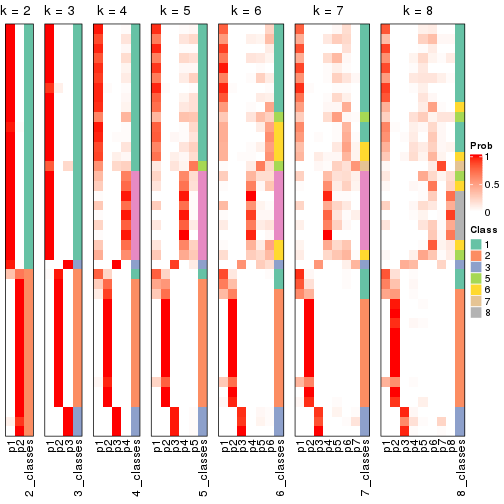 k = 2 k = 3 k = 4 k = 5 k = 6 k = 7 k = 8
Prob
1
0.5
0
Class
1
2
3
4
5
6
7
8
p1 p2 2_classes
p1 p2 p3 3_classes
p1 p2 p3 p4 4_classes
p1 p2 p3 p4 p5 5_classes
p1 p2 p3 p4 p5 p6 6_classes
p1 p2 p3 p4 p5 p6 p7 7_classes
p1 p2 p3 p4 p5 p6 p7 p8 8_classes